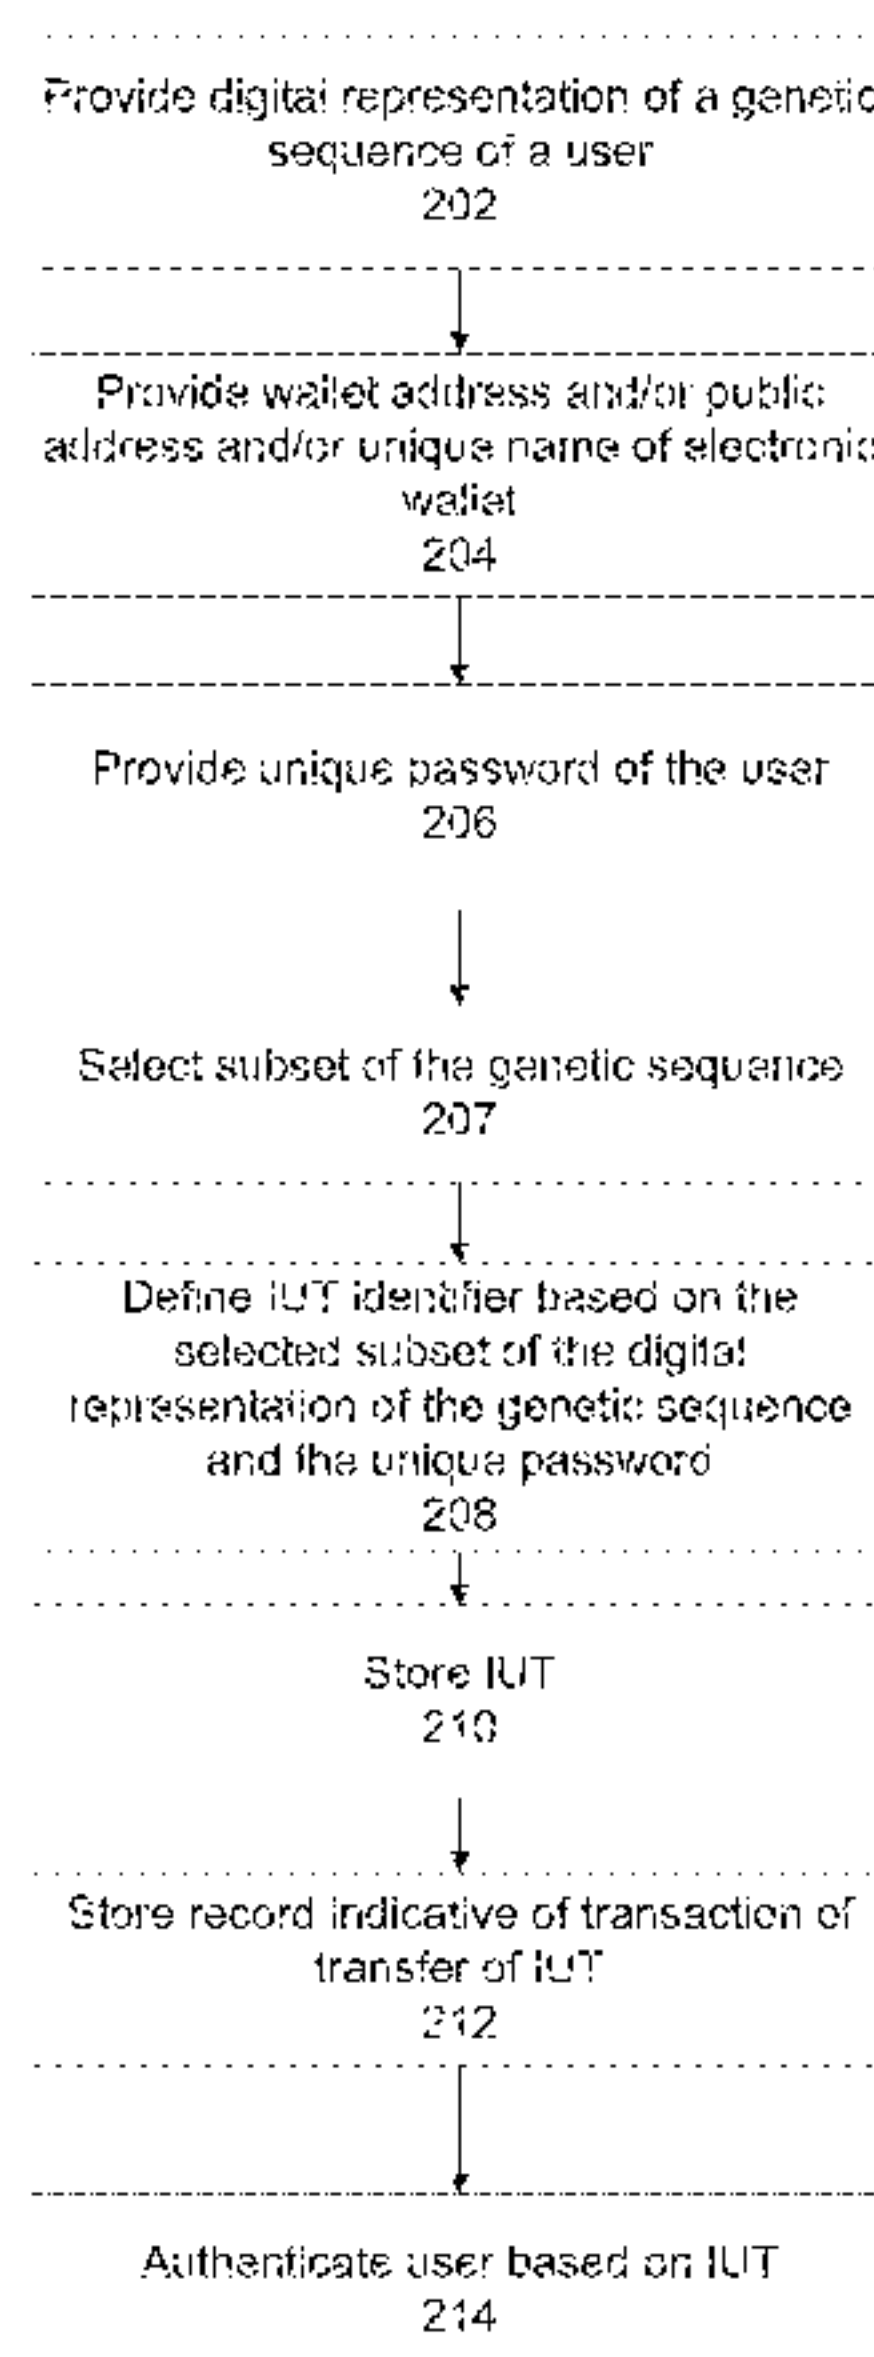 Provide digital representation of a genetic
sequence of a user
202
Provide wallet address and/or public
address and/or unique name of electronic
wallet
204
Provide unique password of the user
206
Select subset of the genetic sequence
207
Define IUT identifier based on the
selected subset of the digital
representation of the genetic sequence
and the unique password
208
Store IUT
210
Store record indicative of transaction of
transfer of IUT
212
Authenticate user based on IUT
214